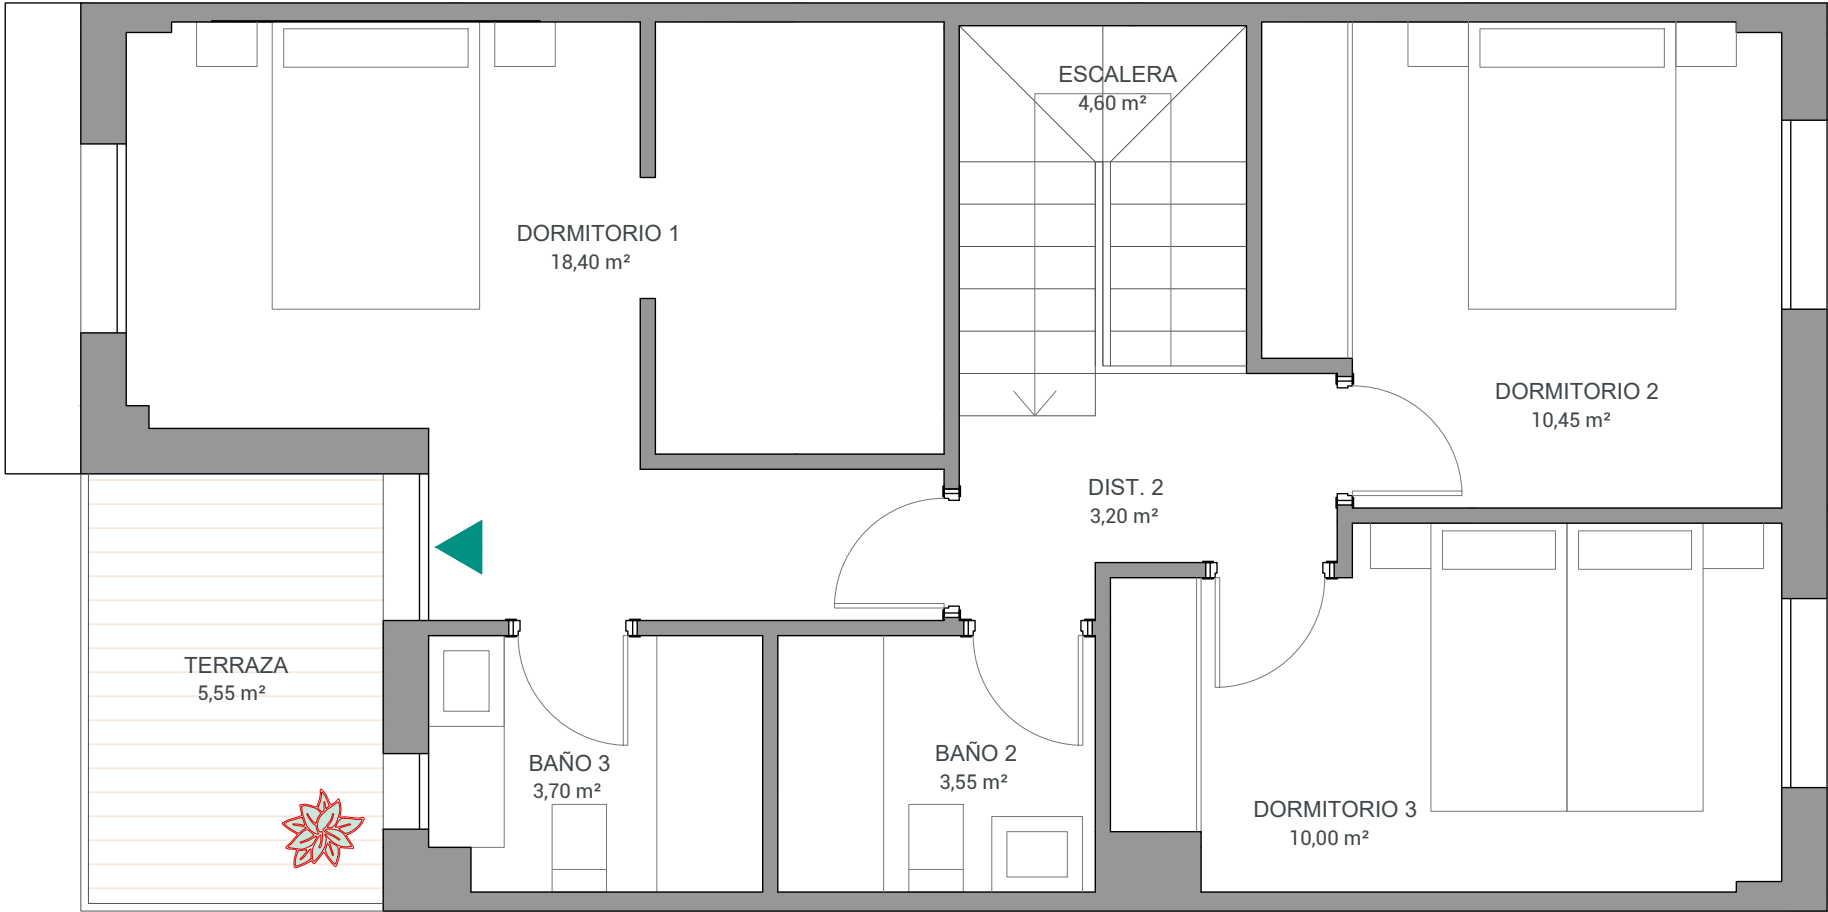 ESCALERA
4,60 m²
DORMITORIO 1
18,40 m²
DORMITORIO 2
10,45 m²
DIST. 2
3,20 m²
TERRAZA
5,55 m²
BAÑO 3
3,70 m²
BAÑO 2
3,55 m²
DORMITORIO 3
10,00 m²